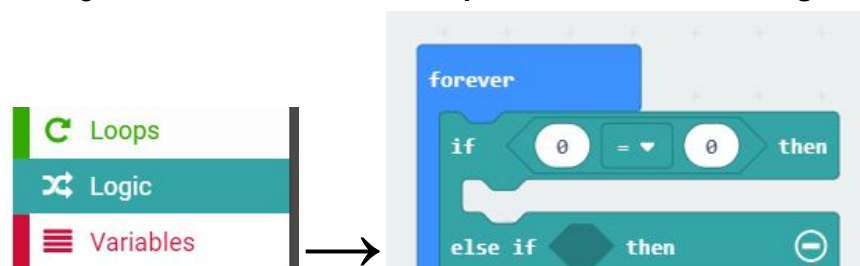 Loops
Logic
Variables
forever
if 0 = 0 then
else if then